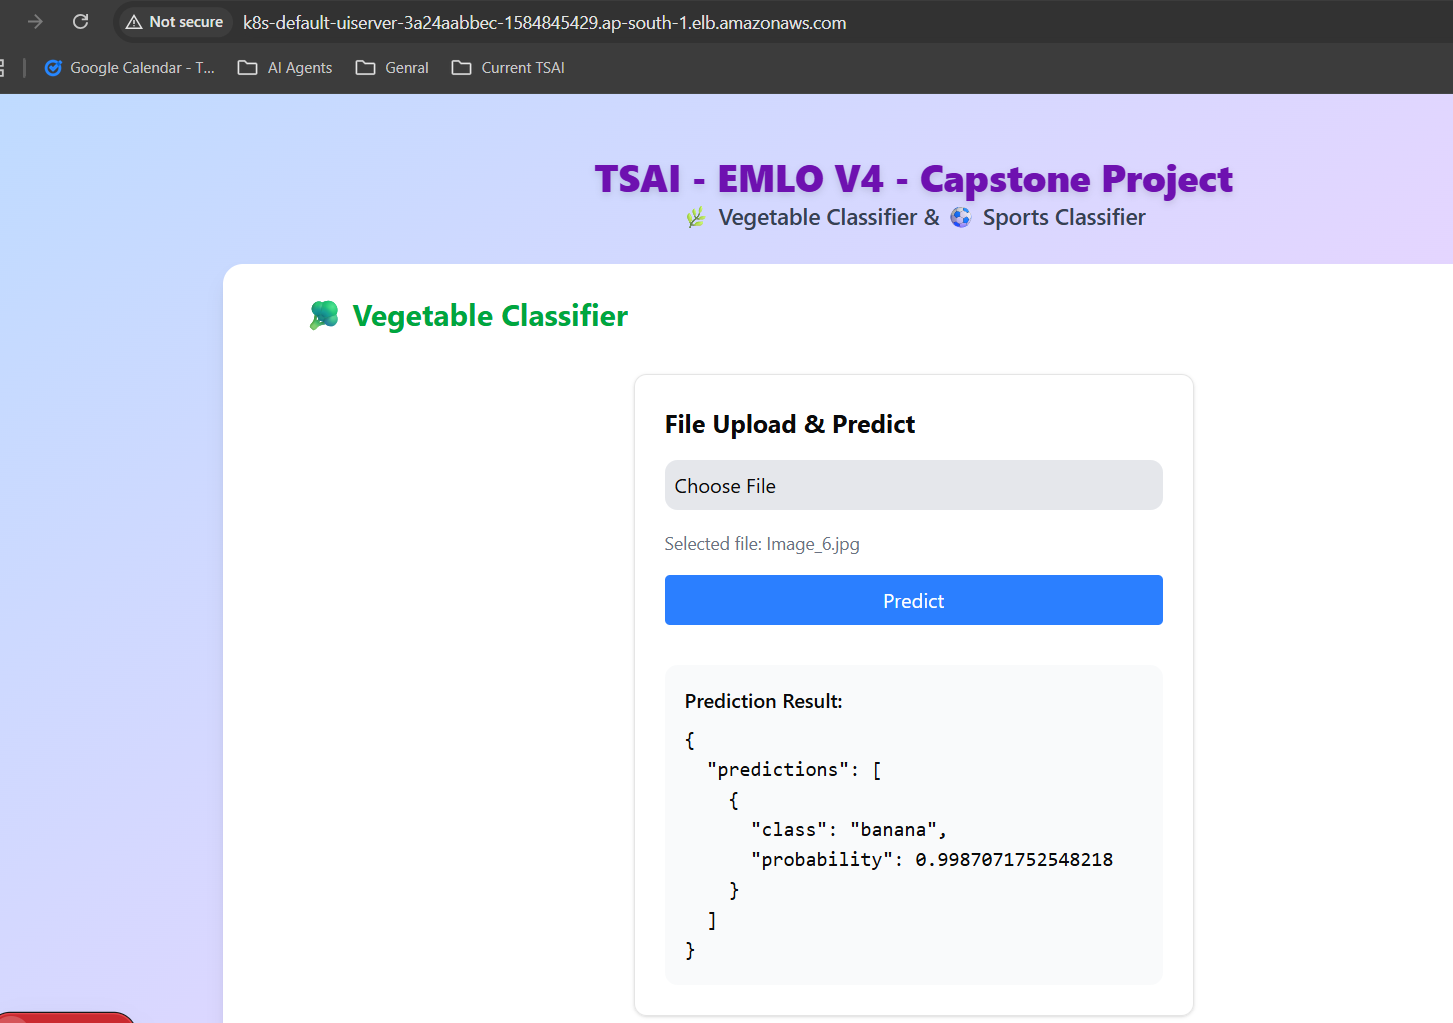 Not secure k8s-default-uiserver-3a24aabbec-1584845429.ap-south-1.elb.amazonaws.com
Google Calendar - T... AI Agents Genral Current TSAI
TSAI - EMLO V4 - Capstone Project
Vegetable Classifier & Sports Classifier
Vegetable Classifier
File Upload & Predict
Choose File
Selected file: Image_6.jpg
Predict
Prediction Result:
{
"predictions": [
{
"class": "banana",
"probability": 0.9987071752548218
}
]
}